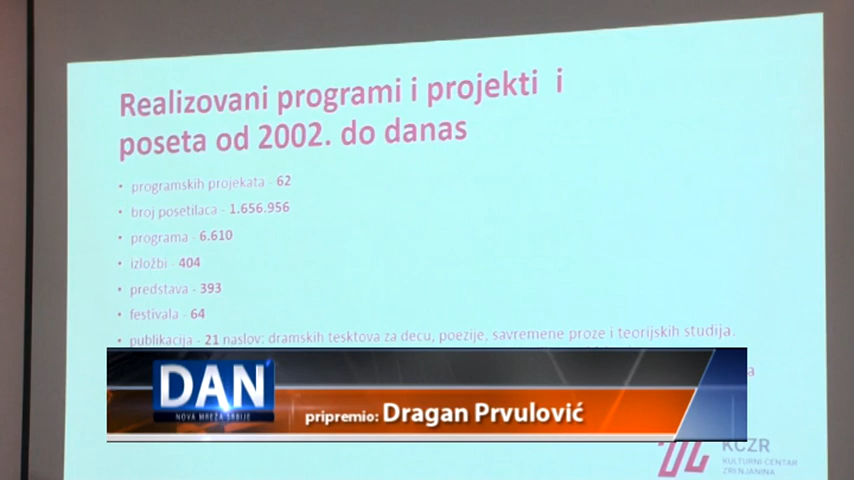 Realizovani programi i projekti i
poseta od 2002. do danas
• programskih projekata - 62
• broj posetilaca - 1.656.956
• programa - 6.610
• izložbi - 404
• predstava - 393
• festivala - 64
• publikacija - 21 naslov: dramskih tesktova za decu, poezije, savremene proze i teorijskih studija.
DAN
NOVA MREŽA SRBIJE
pripremio: Dragan Prvulović
KCZR
KULTURNI CENTAR
ZRENJANINA